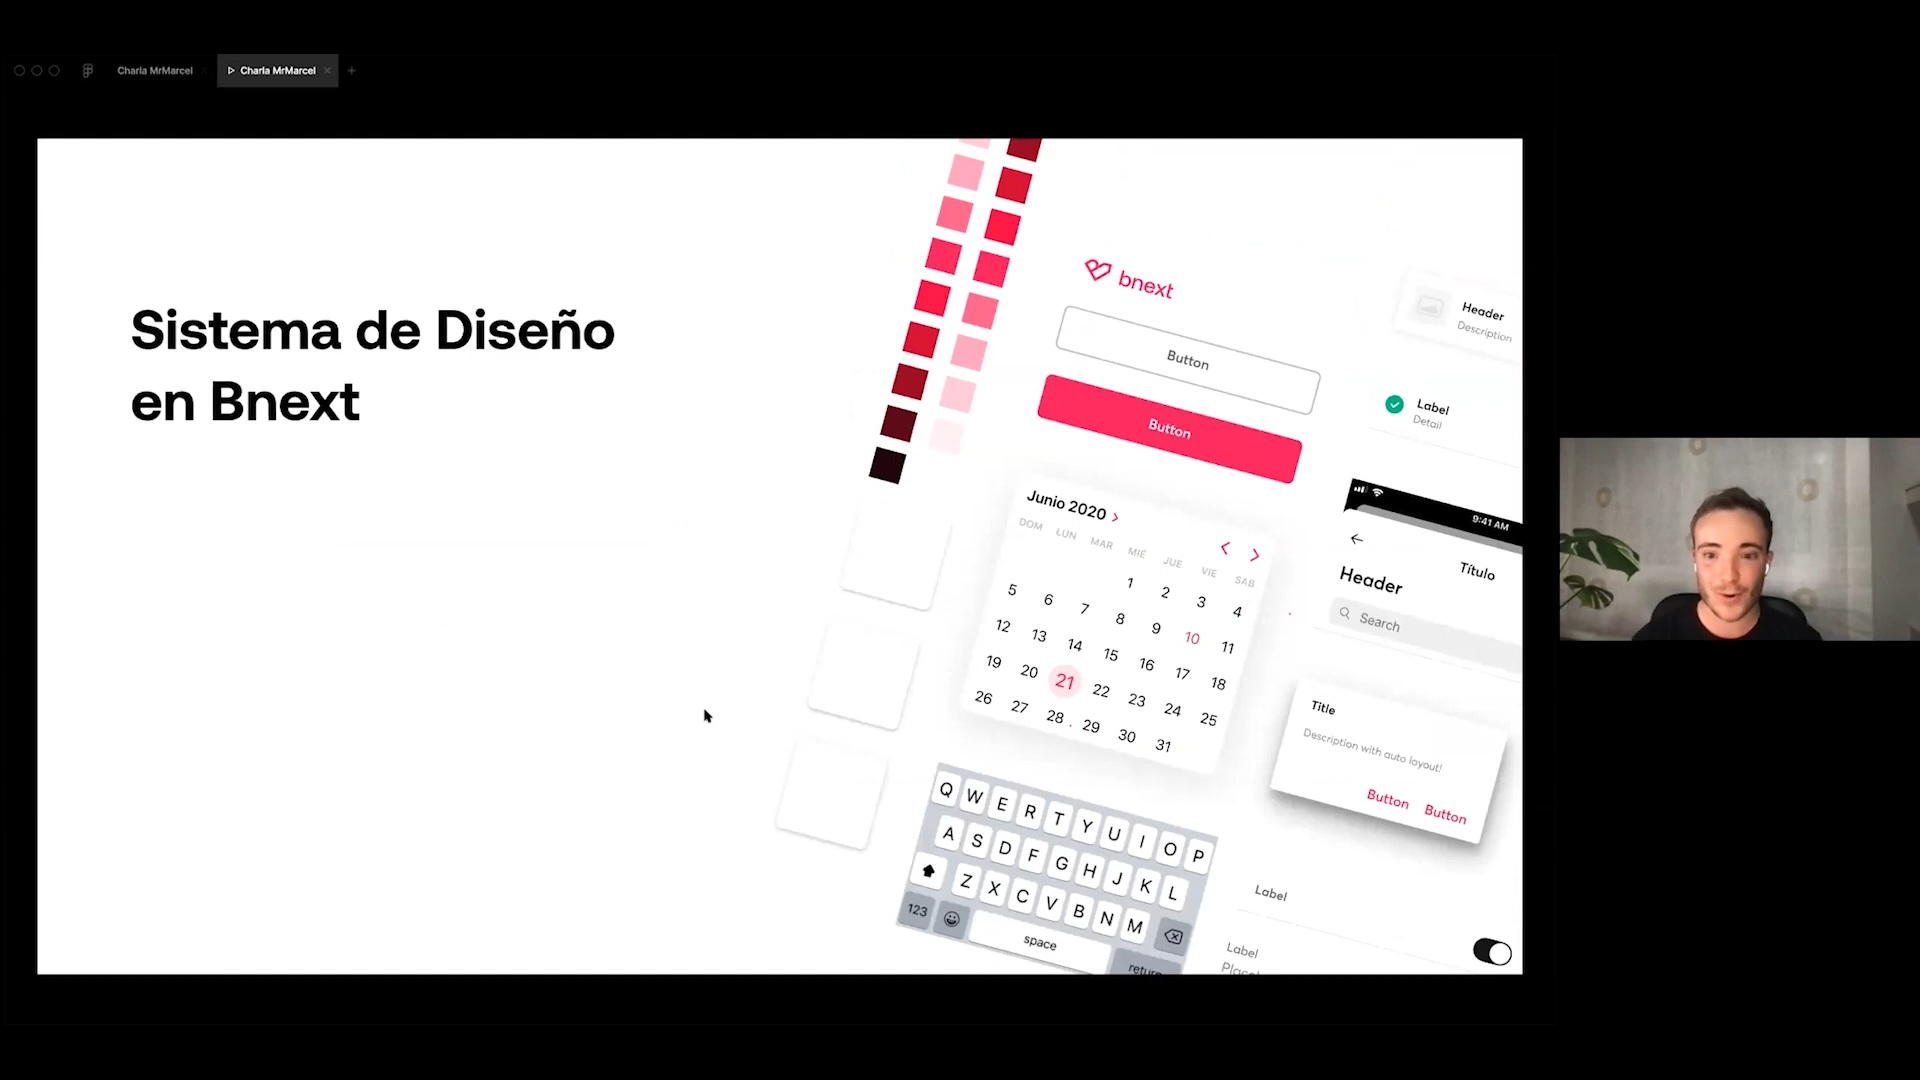 Charla MrMarcel
Charla MrMarcel
Sistema de Diseño
en Bnext
bnext
Button
Button
Header
Description
Label
Detail
Junio 2020
DOM LUN MAR MIÉ JUE VIE SAB
1 2 3 4
5 6 7 8 9 10 11
12 13 14 15 16 17 18
19 20 21 22 23 24 25
26 27 28 29 30 31
9:41 AM
Título
Header
Search
Title
Description with auto layout!
Button Button
Q W E R T Y U I O P
A S D F G H J K L
Z X C V B N M
123 space return
Label
Label